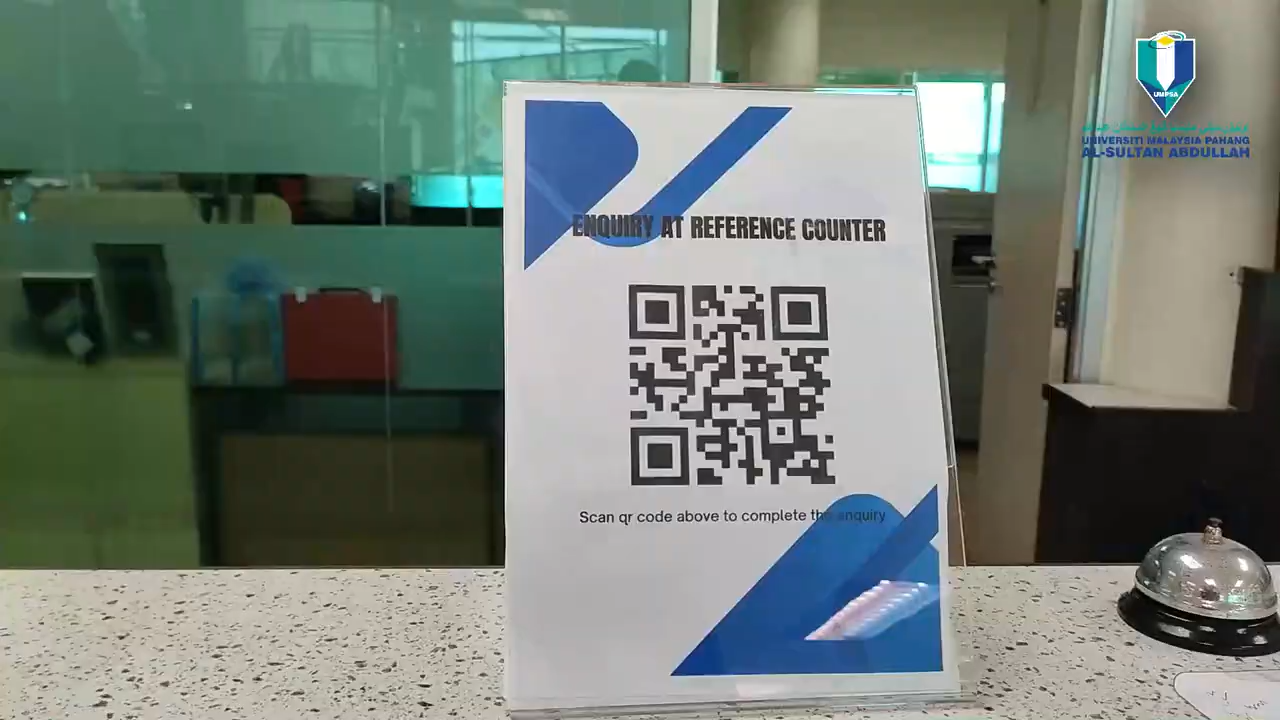 UMPSA
UNIVERSITI MALAYSIA PAHANG
AL-SULTAN ABDULLAH
ENQUIRY AT REFERENCE COUNTER
Scan qr code above to complete the enquiry